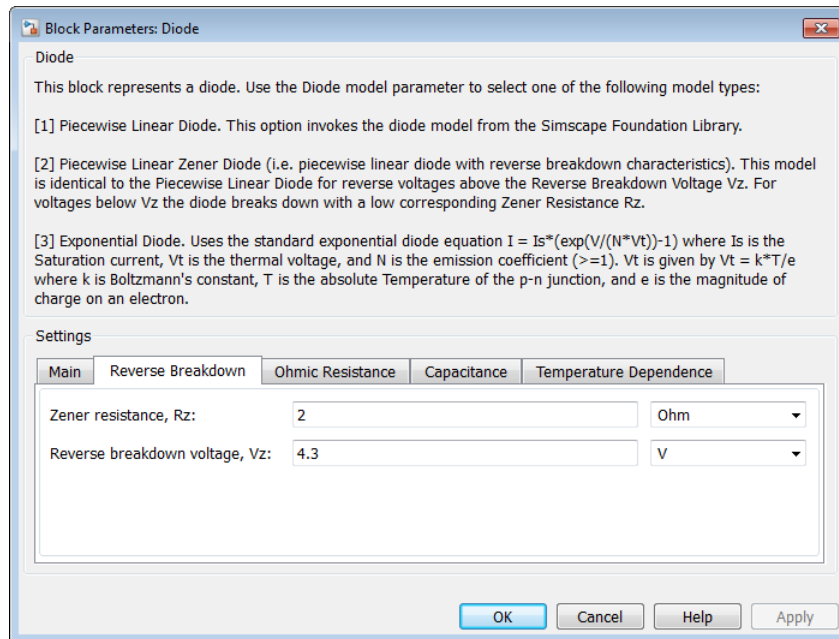 Block Parameters: Diode
Diode
This block represents a diode. Use the Diode model parameter to select one of the following model types:
[1] Piecewise Linear Diode. This option invokes the diode model from the Simscape Foundation Library.
[2] Piecewise Linear Zener Diode (i.e. piecewise linear diode with reverse breakdown characteristics). This model
is identical to the Piecewise Linear Diode for reverse voltages above the Reverse Breakdown Voltage Vz. For
voltages below Vz the diode breaks down with a low corresponding Zener Resistance Rz.
[3] Exponential Diode. Uses the standard exponential diode equation I = Is*(exp(V/(N*Vt))-1) where Is is the
Saturation current, Vt is the thermal voltage, and N is the emission coefficient (>=1). Vt is given by Vt = k*T/e
where k is Boltzmann's constant, T is the absolute Temperature of the p-n junction, and e is the magnitude of
charge on an electron.
Settings
Main Reverse Breakdown Ohmic Resistance Capacitance Temperature Dependence
Zener resistance, Rz: 2 Ohm
Reverse breakdown voltage, Vz: 4.3 V
OK Cancel Help Apply